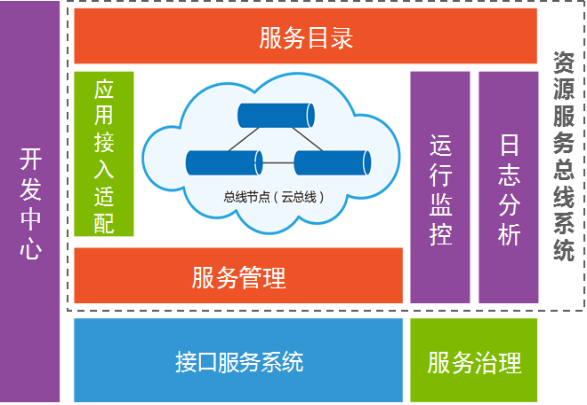 服务目录
开发中心
应用接入适配
总线节点（云总线）
运行监控
日志分析
资源服务总线系统
服务管理
接口服务系统
服务治理